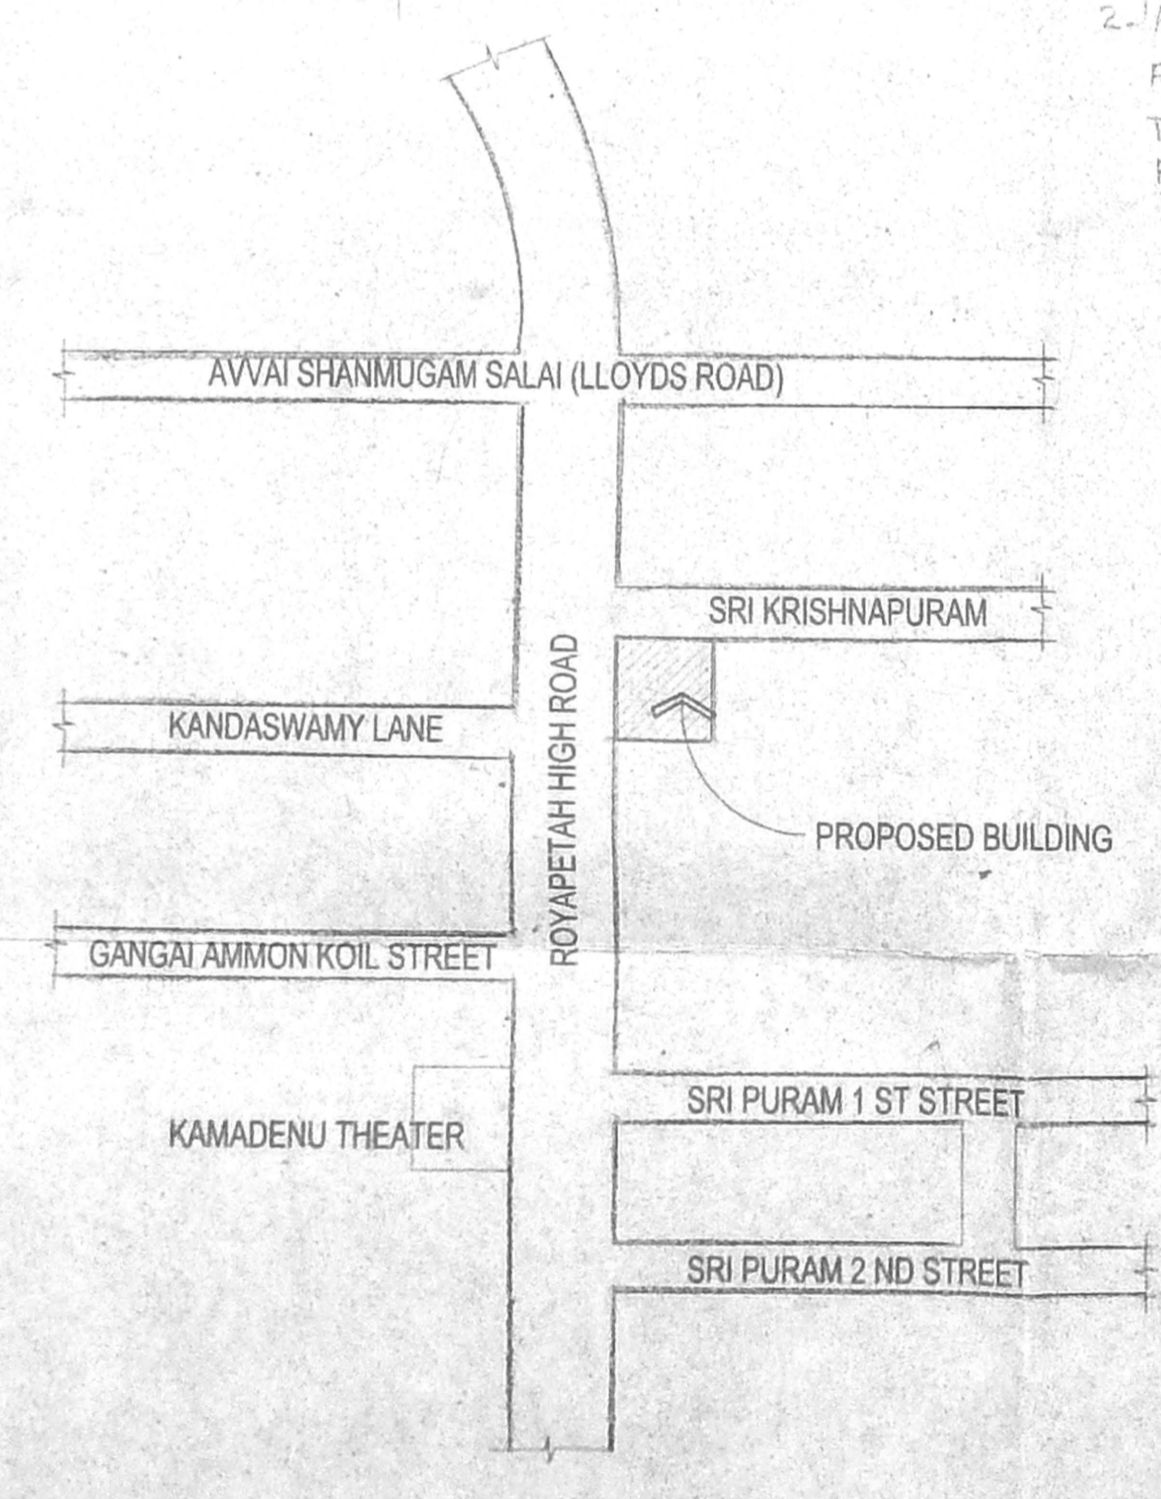 AVVAI SHANMUGAM SALAI (LLOYDS ROAD)
SRI KRISHNAPURAM
ROYAPETAH HIGH ROAD
KANDASWAMY LANE
PROPOSED BUILDING
GANGAI AMMON KOIL STREET
SRI PURAM 1 ST STREET
KAMADENU THEATER
SRI PURAM 2 ND STREET